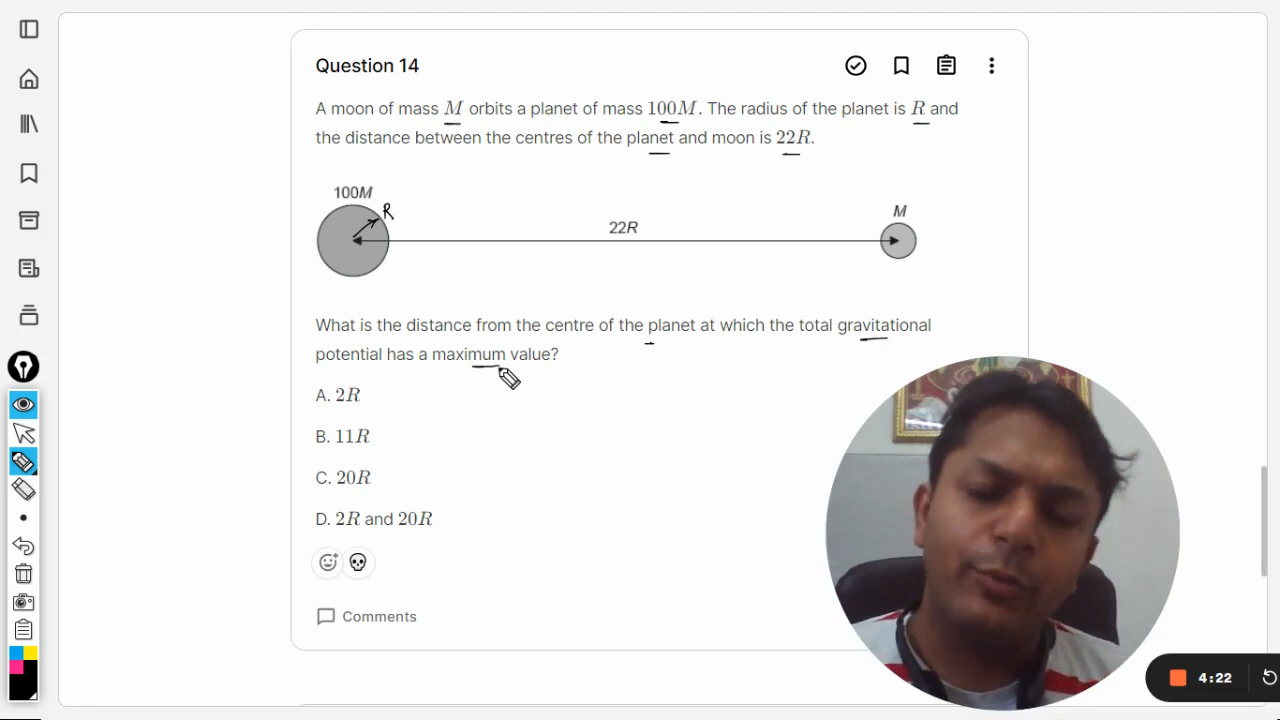 Question 14
A moon of mass M orbits a planet of mass 100M. The radius of the planet is R and
the distance between the centres of the planet and moon is 22R.
100M
R
M
22R
What is the distance from the centre of the planet at which the total gravitational
potential has a maximum value?
A. 2R
B. 11R
C. 20R
D. 2R and 20R
Comments
4:22